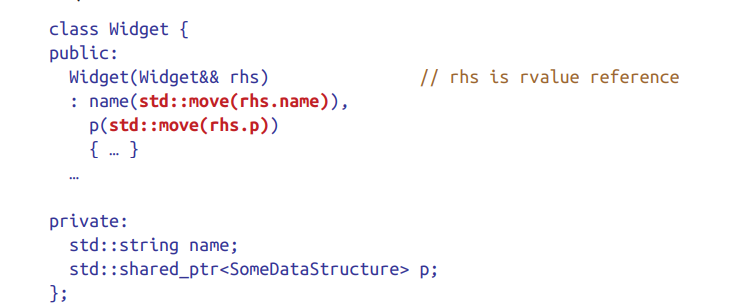 class Widget {
public:
Widget(Widget&& rhs) // rhs is rvalue reference
: name(std::move(rhs.name)),
p(std::move(rhs.p))
{ … }
…
private:
std::string name;
std::shared_ptr<SomeDataStructure> p;
};